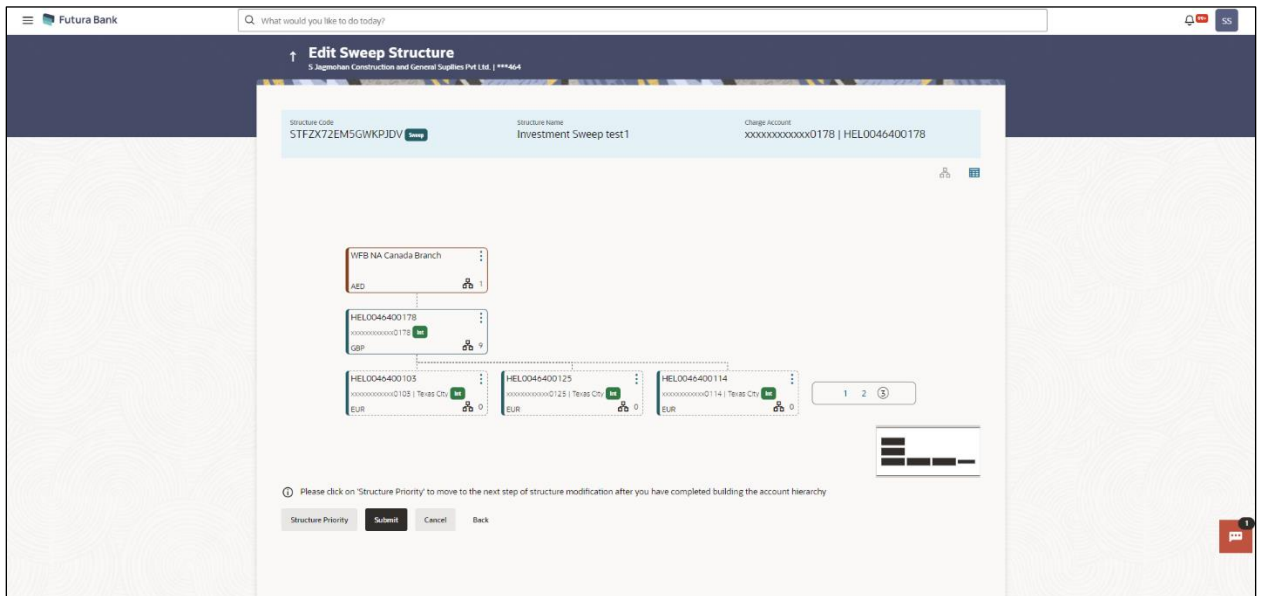 Futura Bank
What would you like to do today?
99+
SS
↑ Edit Sweep Structure
5 Jagmohan Construction and General Supllies Pvt Ltd. | ***464
Structure Code
Structure Name
Charge Account
STFZX72EM5GWKPJDV Sweep
Investment Sweep test1
xxxxxxxxxxxx0178 | HEL0046400178
WFB NA Canada Branch
AED
1
HEL0046400178
xxxxxxxxxxxx0178 Int
GBP
9
HEL0046400103
xxxxxxxxxxxx0103 | Texas City Int
EUR
0
HEL0046400125
xxxxxxxxxxxx0125 | Texas City Int
EUR
0
HEL0046400114
xxxxxxxxxxxx0114 | Texas City Int
EUR
0
1 2 3
Please click on 'Structure Priority' to move to the next step of structure modification after you have completed building the account hierarchy
Structure Priority
Submit
Cancel
Back
1